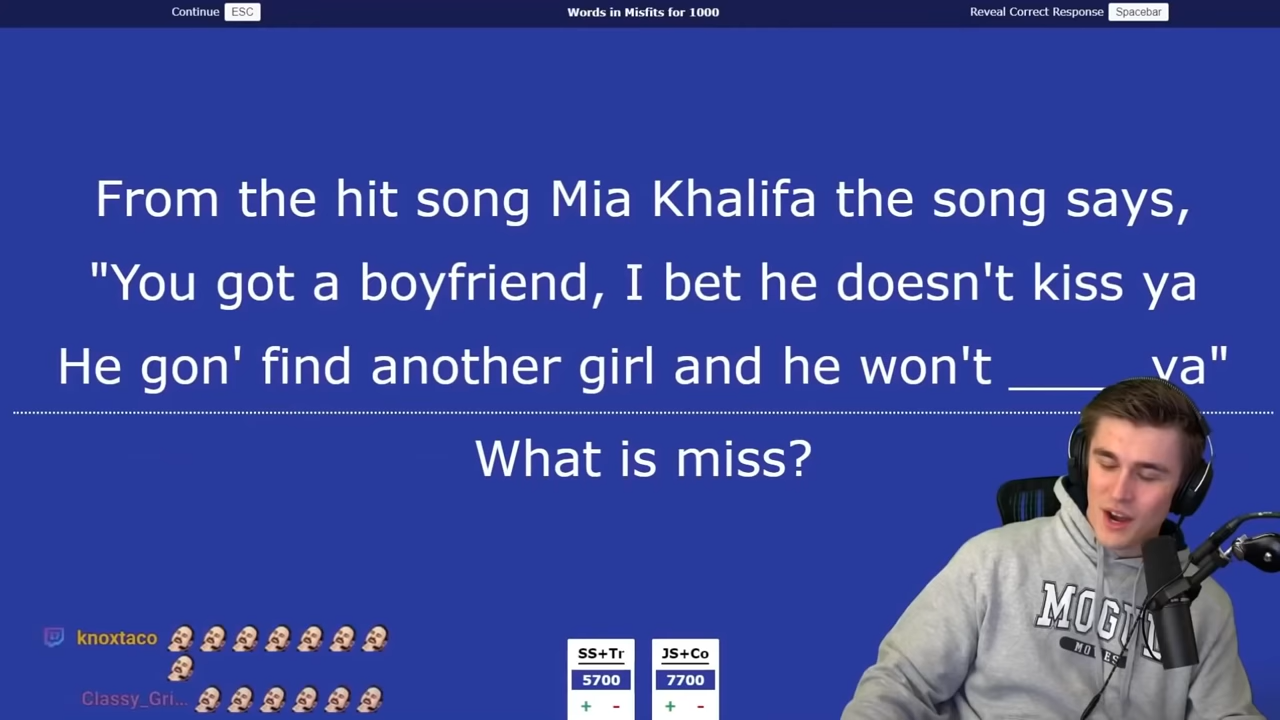 Continue ESC Words in Misfits for 1000 Reveal Correct Response Spacebar
From the hit song Mia Khalifa the song says,
"You got a boyfriend, I bet he doesn't kiss ya
He gon' find another girl and he won't _____ ya"
What is miss?
MOGUL
MOVES
knoxtaco
Classy_Gri...
SS+Tr JS+Co
5700 7700
+ - + -